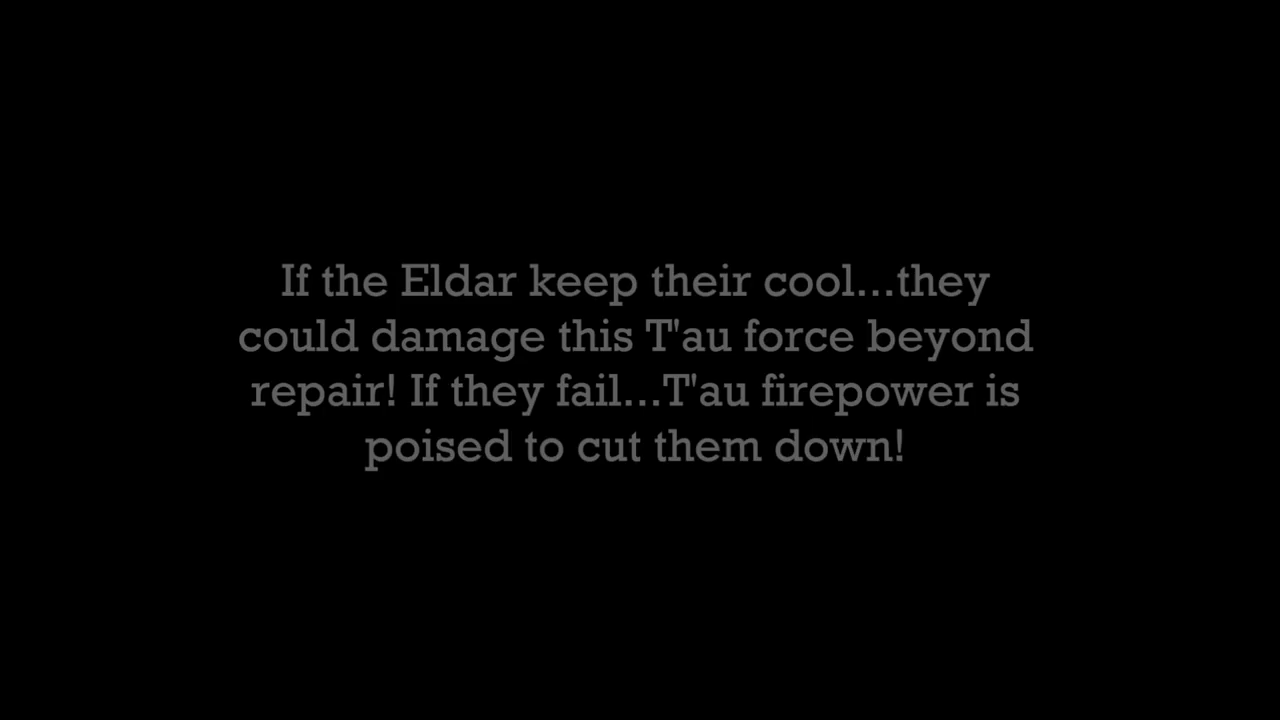 If the Eldar keep their cool...they
could damage this T'au force beyond
repair! If they fail...T'au firepower is
poised to cut them down!